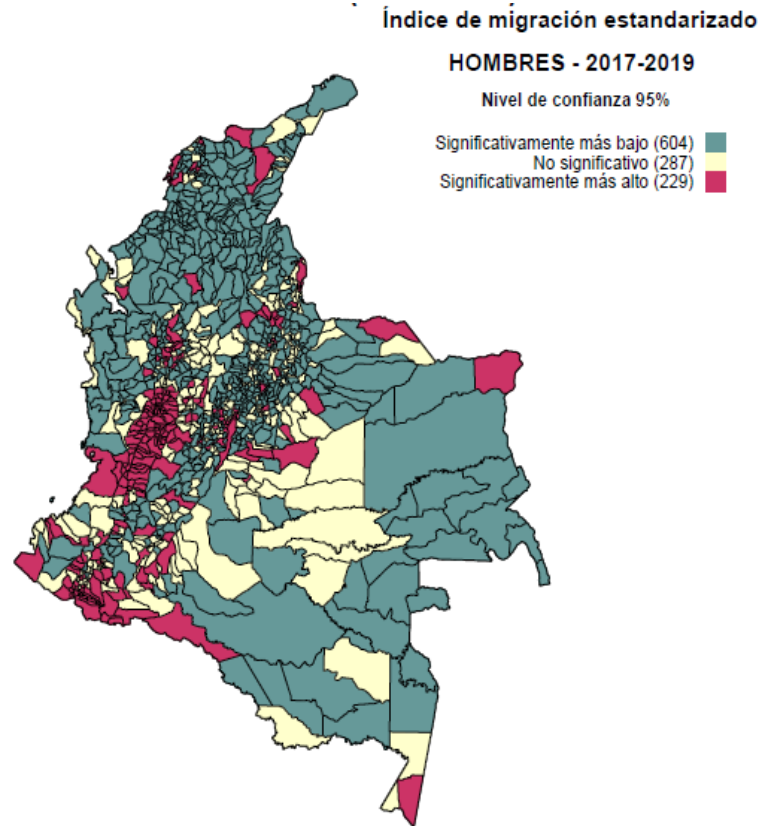 Índice de migración estandarizado
HOMBRES - 2017-2019
Nivel de confianza 95%
Significativamente más bajo (604)
No significativo (287)
Significativamente más alto (229)